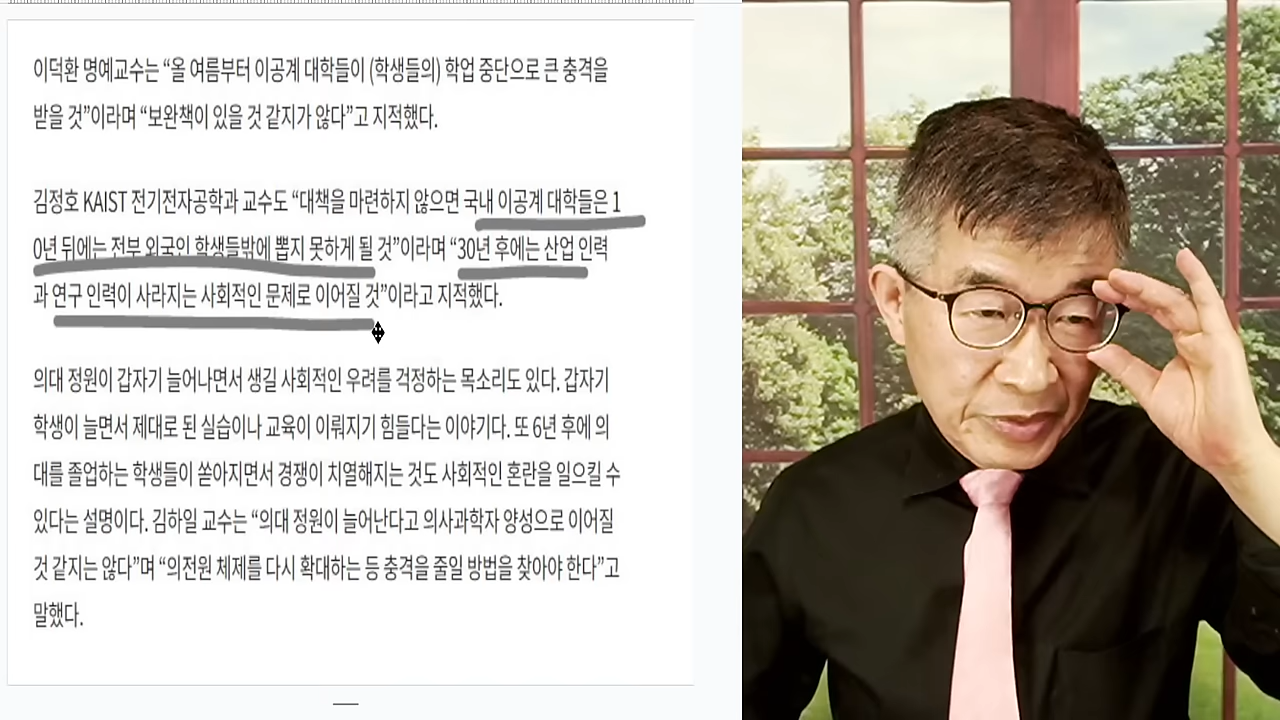 이덕환 명예교수는 “올 여름부터 이공계 대학들이 (학생들의) 학업 중단으로 큰 충격을
받을 것”이라며 “보완책이 있을 것 같지가 않다”고 지적했다.
김정호 KAIST 전기전자공학과 교수도 “대책을 마련하지 않으면 국내 이공계 대학들은 1
0년 뒤에는 전부 외국인 학생들밖에 뽑지 못하게 될 것”이라며 “30년 후에는 산업 인력
과 연구 인력이 사라지는 사회적인 문제로 이어질 것”이라고 지적했다.
의대 정원이 갑자기 늘어나면서 생길 사회적인 우려를 걱정하는 목소리도 있다. 갑자기
학생이 늘면서 제대로 된 실습이나 교육이 이뤄지기 힘들다는 이야기다. 또 6년 후에 의
대를 졸업하는 학생들이 쏟아지면서 경쟁이 치열해지는 것도 사회적인 혼란을 일으킬 수
있다는 설명이다. 김하일 교수는 “의대 정원이 늘어난다고 의사과학자 양성으로 이어질
것 같지는 않다”며 “의전원 체제를 다시 확대하는 등 충격을 줄일 방법을 찾아야 한다”고
말했다.